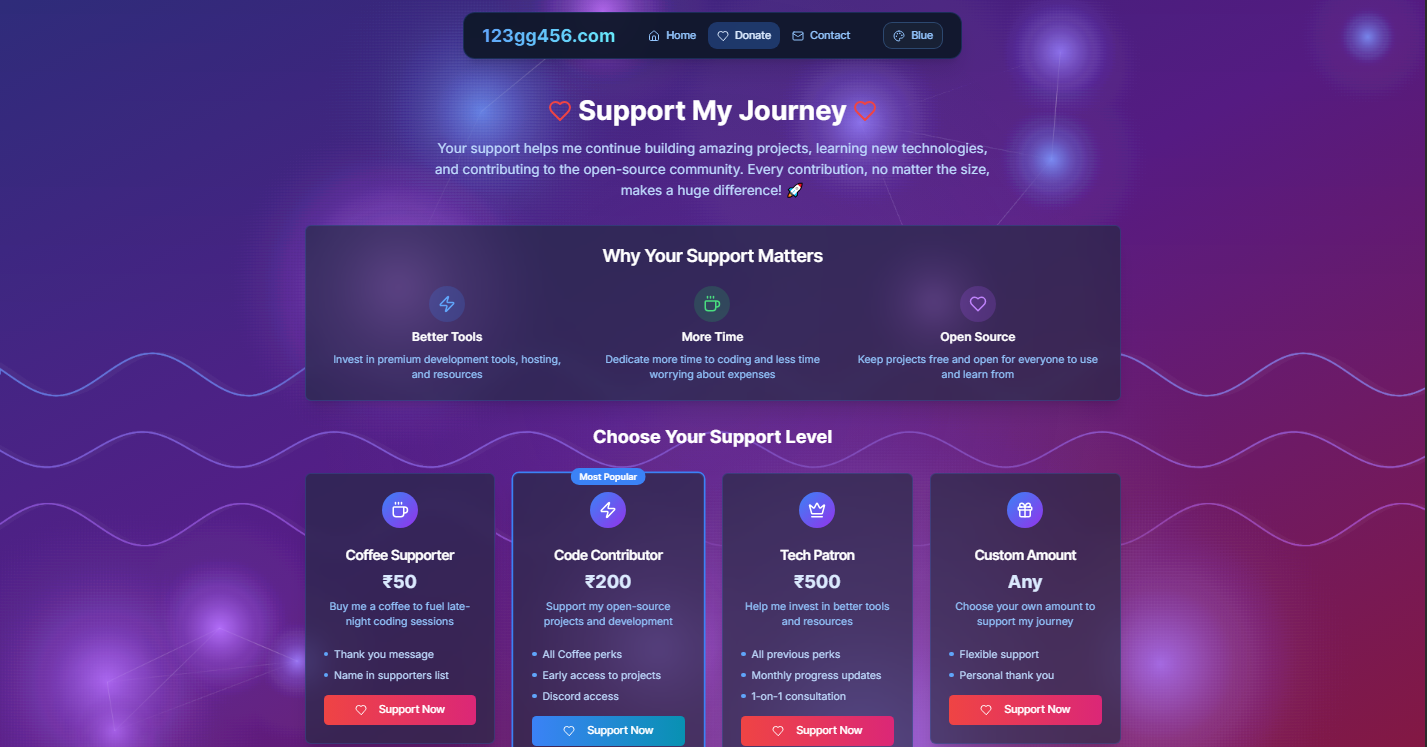 123gg456.com Home Donate Contact Blue
Support My Journey
Your support helps me continue building amazing projects, learning new technologies,
and contributing to the open-source community. Every contribution, no matter the size,
makes a huge difference! 🚀
Why Your Support Matters
Better Tools
Invest in premium development tools, hosting,
and resources
More Time
Dedicate more time to coding and less time
worrying about expenses
Open Source
Keep projects free and open for everyone to use
and learn from
Choose Your Support Level
Coffee Supporter
₹50
Buy me a coffee to fuel late-
night coding sessions
Thank you message
Name in supporters list
Support Now
Most Popular
Code Contributor
₹200
Support my open-source
projects and development
All Coffee perks
Early access to projects
Discord access
Support Now
Tech Patron
₹500
Help me invest in better tools
and resources
All previous perks
Monthly progress updates
1-on-1 consultation
Support Now
Custom Amount
Any
Choose your own amount to
support my journey
Flexible support
Personal thank you
Support Now